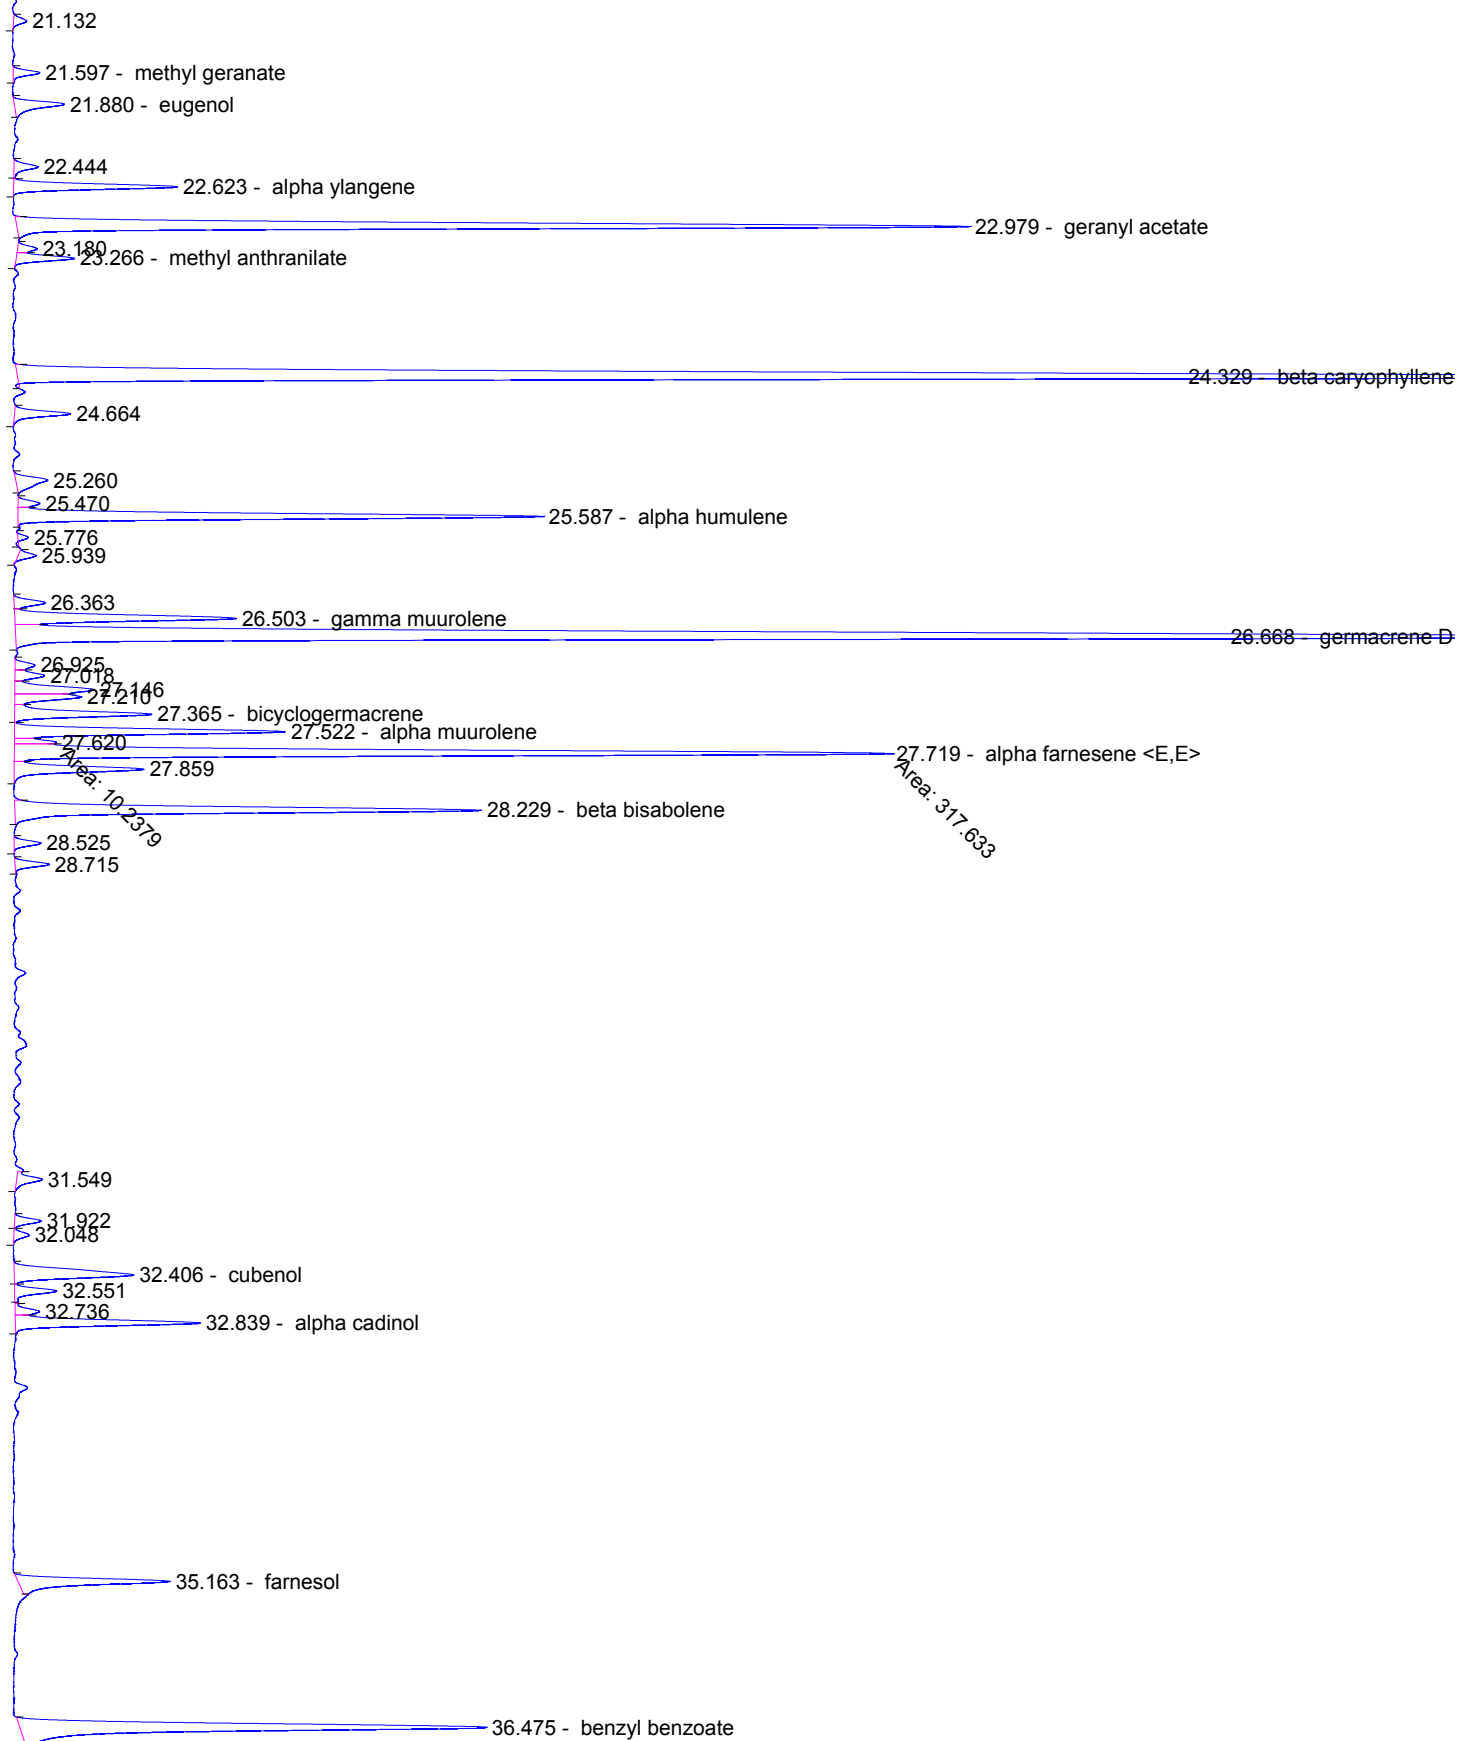 21.132
21.597 - methyl geranate
21.880 - eugenol
22.444
22.623 - alpha ylangene
22.979 - geranyl acetate
23.180
23.266 - methyl anthranilate
24.329 - beta caryophyllene
24.664
25.260
25.470
25.587 - alpha humulene
25.776
25.939
26.363
26.503 - gamma muurolene
26.668 - germacrene D
26.925
27.018
27.146
27.210
27.365 - bicyclogermacrene
27.522 - alpha muurolene
27.620
Area: 10.2379
27.719 - alpha farnesene <E,E>
Area: 317.633
27.859
28.229 - beta bisabolene
28.525
28.715
31.549
31.922
32.048
32.406 - cubenol
32.551
32.736
32.839 - alpha cadinol
35.163 - farnesol
36.475 - benzyl benzoate